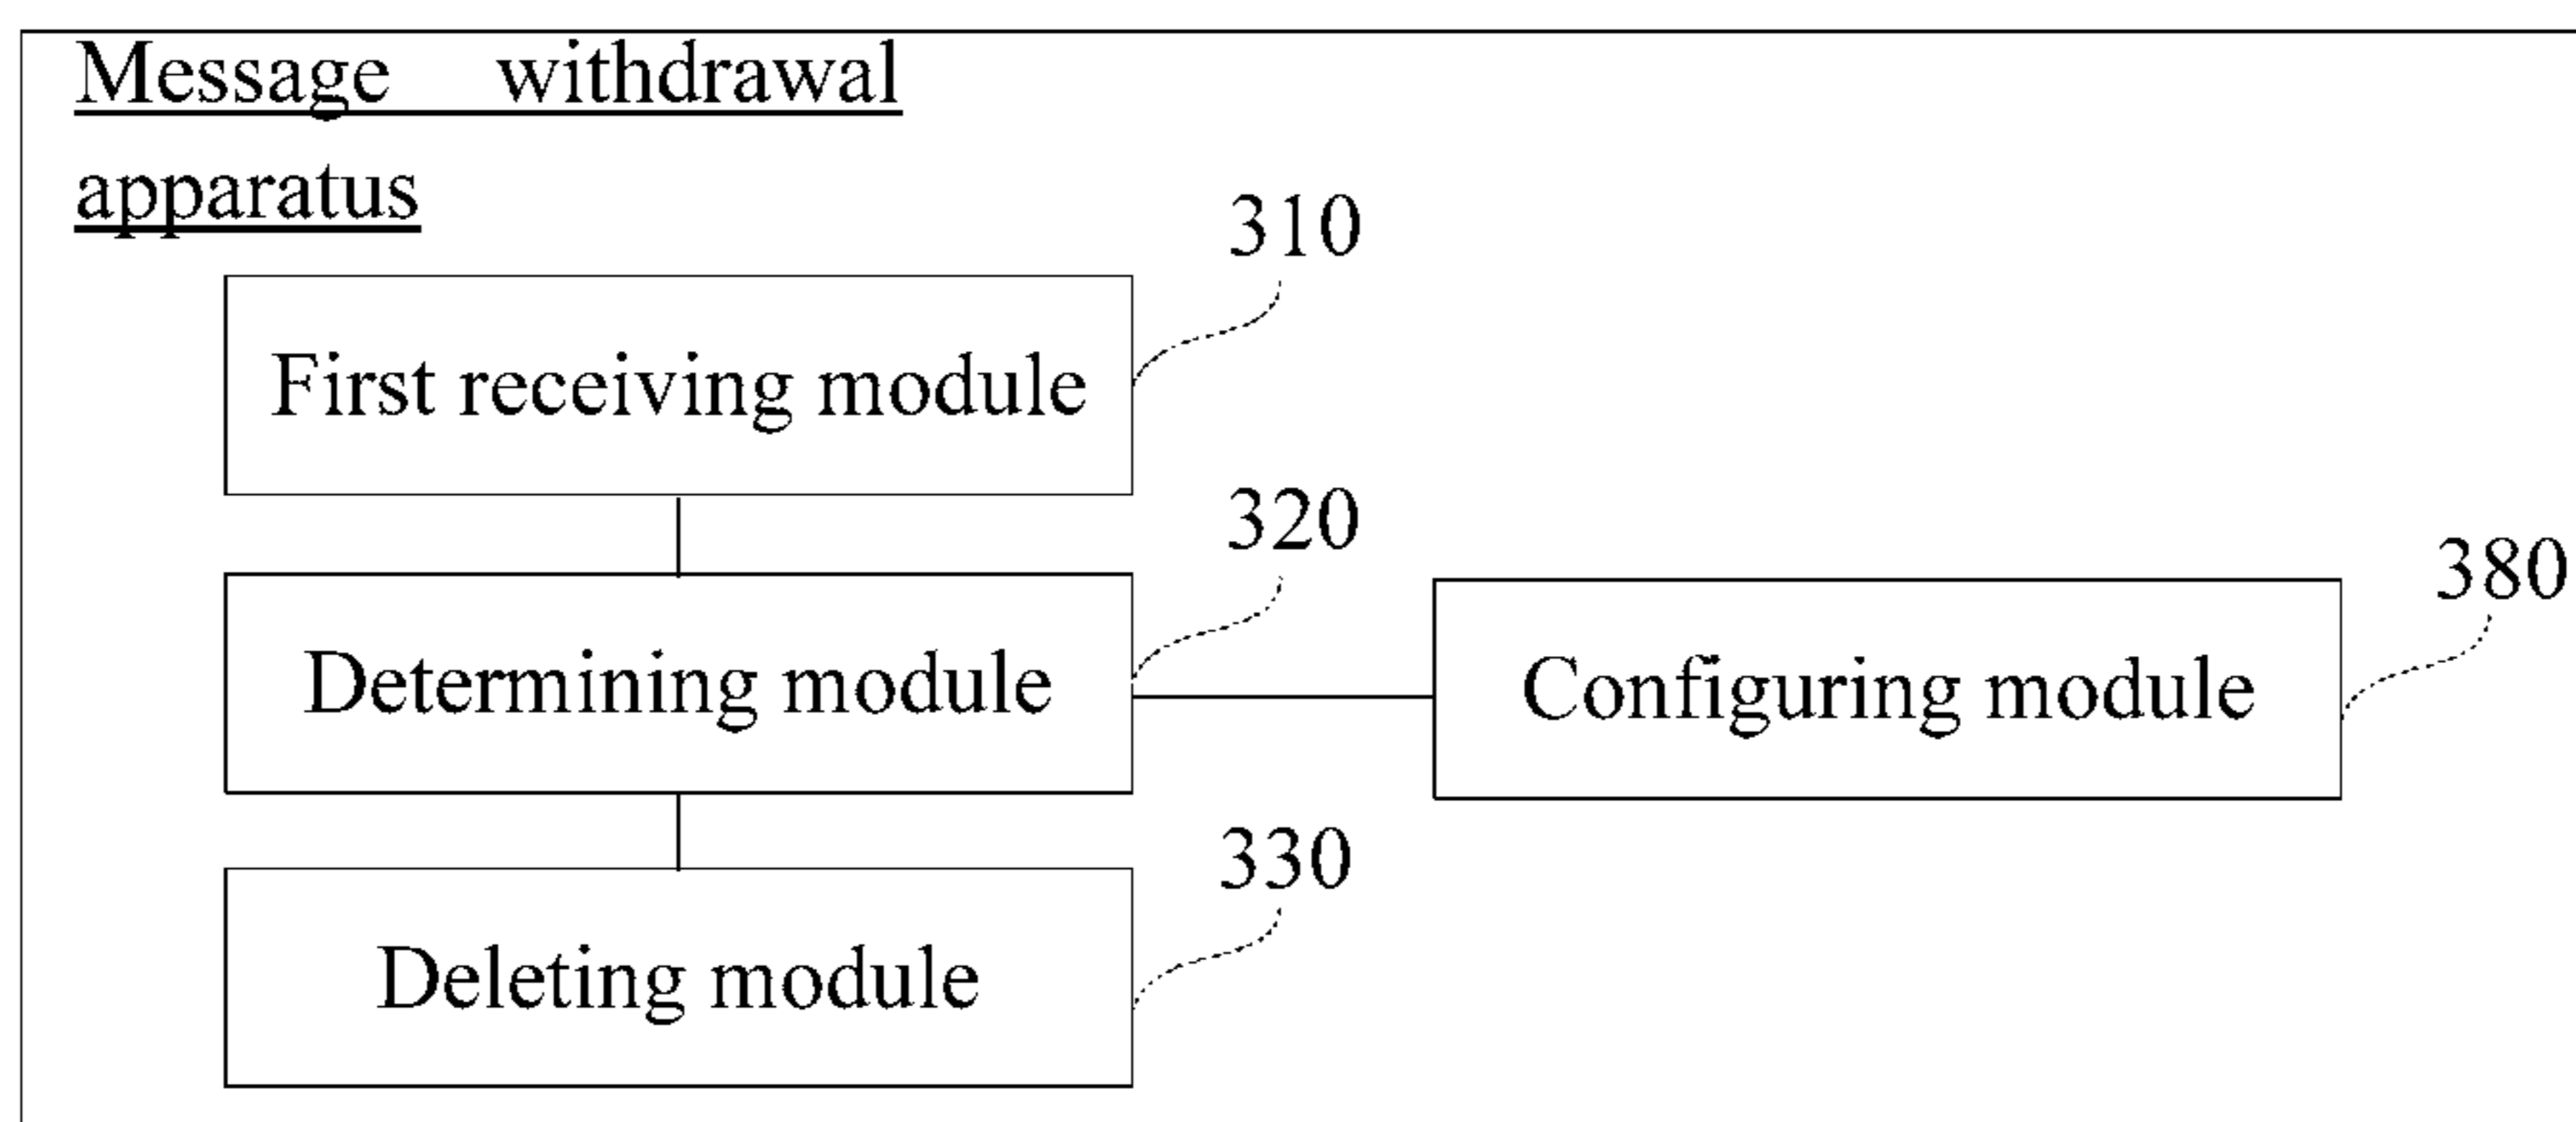 Message withdrawal
apparatus
310
First receiving module
320
Determining module
380
Configuring module
330
Deleting module